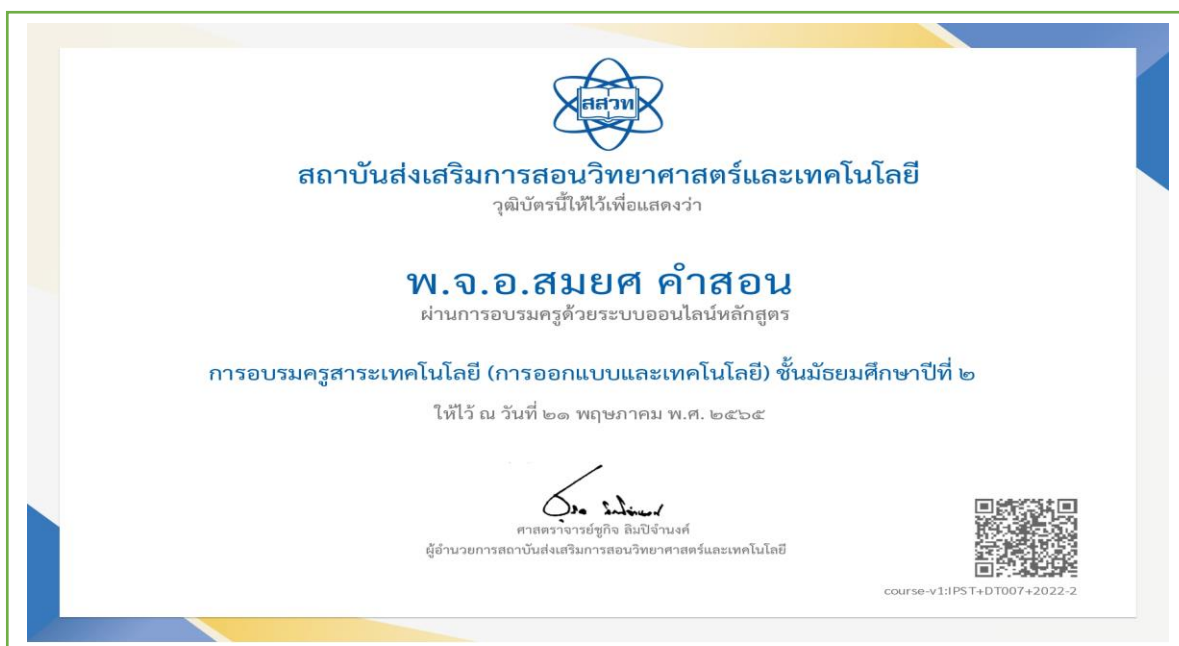 สสวท
สถาบันส่งเสริมการสอนวิทยาศาสตร์และเทคโนโลยี
วุฒิบัตรนี้ให้ไว้เพื่อแสดงว่า
พ.จ.อ.สมยศ คำสอน
ผ่านการอบรมครูด้วยระบบออนไลน์หลักสูตร
การอบรมครูสาระเทคโนโลยี (การออกแบบและเทคโนโลยี) ชั้นมัธยมศึกษาปีที่ ๒
ให้ไว้ ณ วันที่ ๒๑ พฤษภาคม พ.ศ. ๒๕๖๕
ศาสตราจารย์ชูกิจ ลิมปิจำนงค์
ผู้อำนวยการสถาบันส่งเสริมการสอนวิทยาศาสตร์และเทคโนโลยี
course-v1:IPST+DT007+2022-2